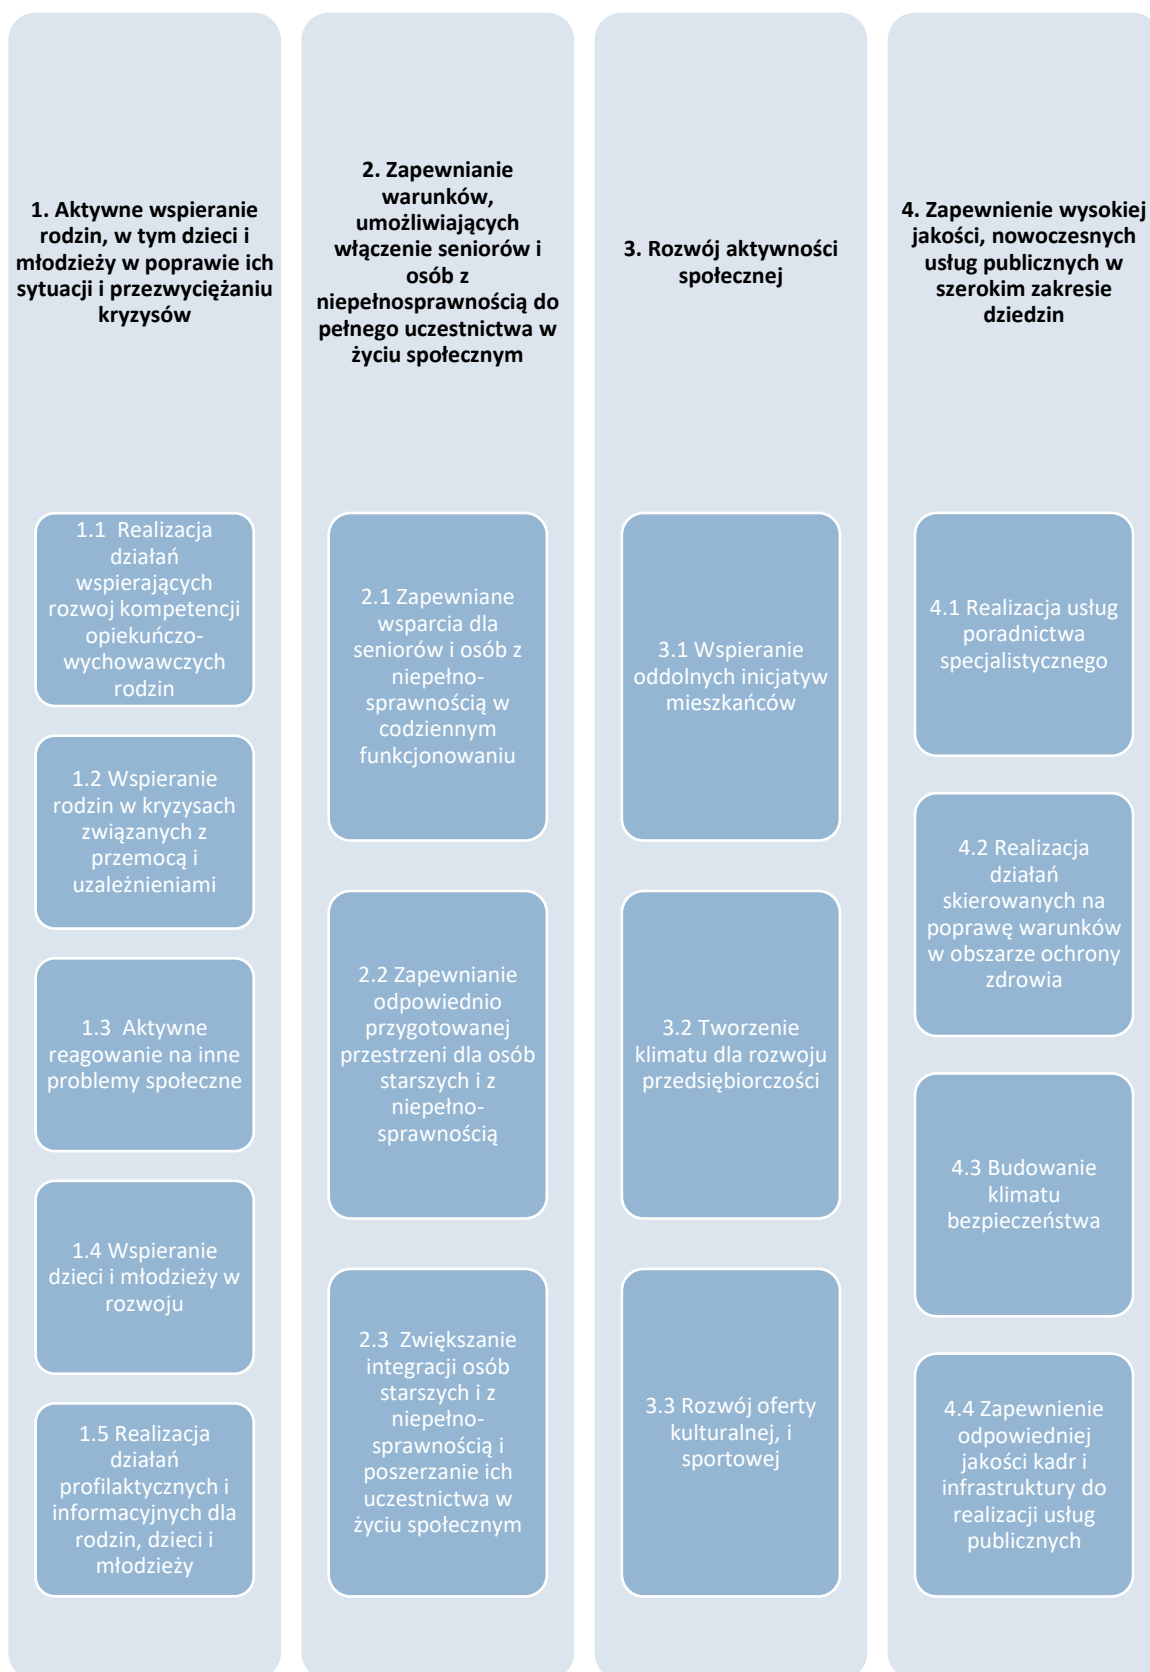 1. Aktywne wspieranie
rodzin, w tym dzieci i
młodzieży w poprawie ich
sytuacji i przezwyciężaniu
kryzysów
1.1  Realizacja
działań
wspierających
rozwoj kompetencji
opiekuńczo-
wychowawczych
rodzin
1.2 Wspieranie
rodzin w kryzysach
związanych z
przemocą i
uzależnieniami
1.3  Aktywne
reagowanie na inne
problemy społeczne
1.4 Wspieranie
dzieci i młodzieży w
rozwoju
1.5 Realizacja
działań
profilaktycznych i
informacyjnych dla
rodzin, dzieci i
młodzieży
2. Zapewnianie
warunków,
umożliwiających
włączenie seniorów i
osób z
niepełnosprawnością do
pełnego uczestnictwa w
życiu społecznym
2.1 Zapewniane
wsparcia dla
seniorów i osób z
niepełno-
sprawnością w
codziennym
funkcjonowaniu
2.2 Zapewnianie
odpowiednio
przygotowanej
przestrzeni dla osób
starszych i z
niepełno-
sprawnością
2.3  Zwiększanie
integracji osób
starszych i z
niepełno-
sprawnością i
poszerzanie ich
uczestnictwa w
życiu społecznym
3. Rozwój aktywności
społecznej
3.1 Wspieranie
oddolnych inicjatyw
mieszkańców
3.2 Tworzenie
klimatu dla rozwoju
przedsiębiorczości
3.3 Rozwój oferty
kulturalnej, i
sportowej
4. Zapewnienie wysokiej
jakości, nowoczesnych
usług publicznych w
szerokim zakresie
dziedzin
4.1 Realizacja usług
poradnictwa
specjalistycznego
4.2 Realizacja
działań
skierowanych na
poprawę warunków
w obszarze ochrony
zdrowia
4.3 Budowanie
klimatu
bezpieczeństwa
4.4 Zapewnienie
odpowiedniej
jakości kadr i
infrastruktury do
realizacji usług
publicznych